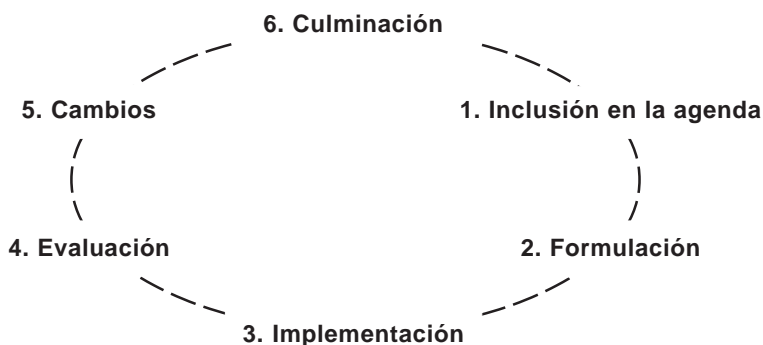 6. Culminación
5. Cambios
1. Inclusión en la agenda
4. Evaluación
2. Formulación
3. Implementación